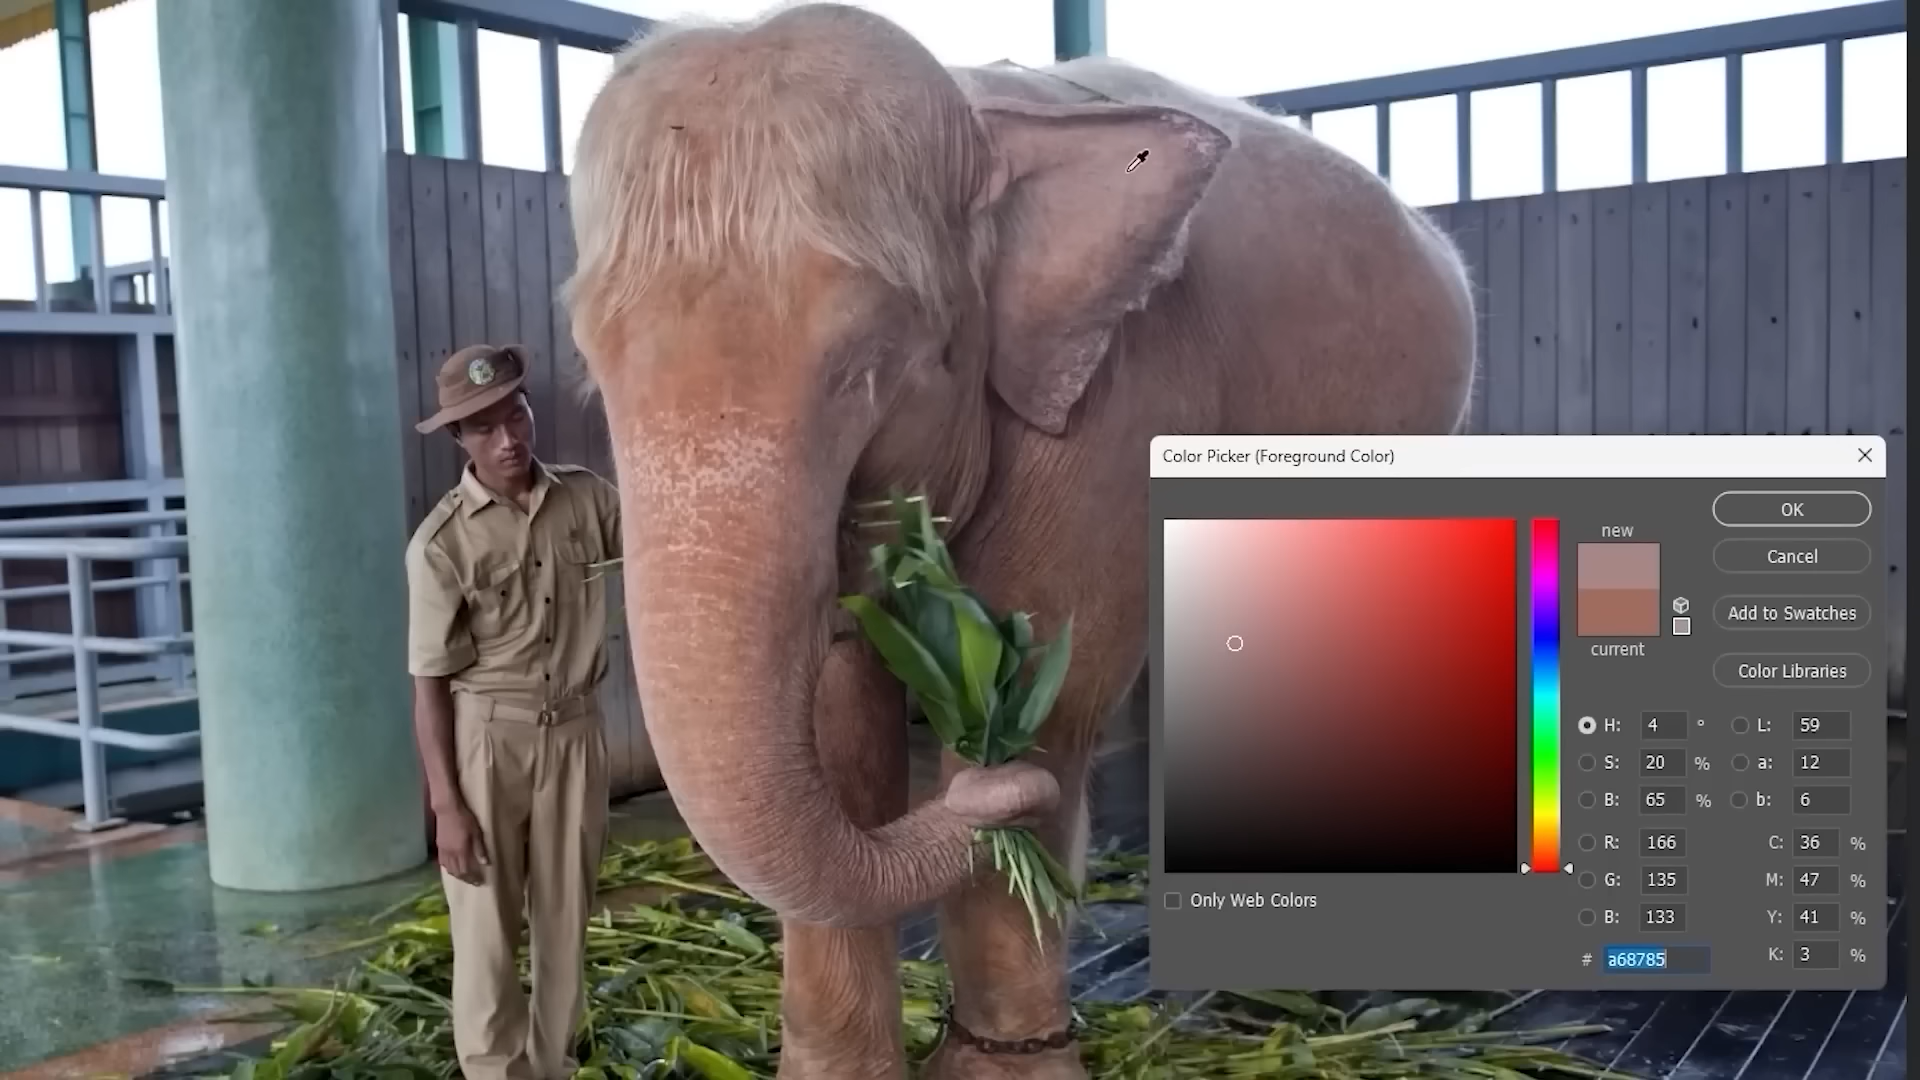 Color Picker (Foreground Color)
new
current
OK
Cancel
Add to Swatches
Color Libraries
H: 4 °
S: 20 %
B: 65 %
L: 59
a: 12
b: 6
R: 166
G: 135
B: 133
C: 36 %
M: 47 %
Y: 41 %
K: 3 %
# a68785
Only Web Colors